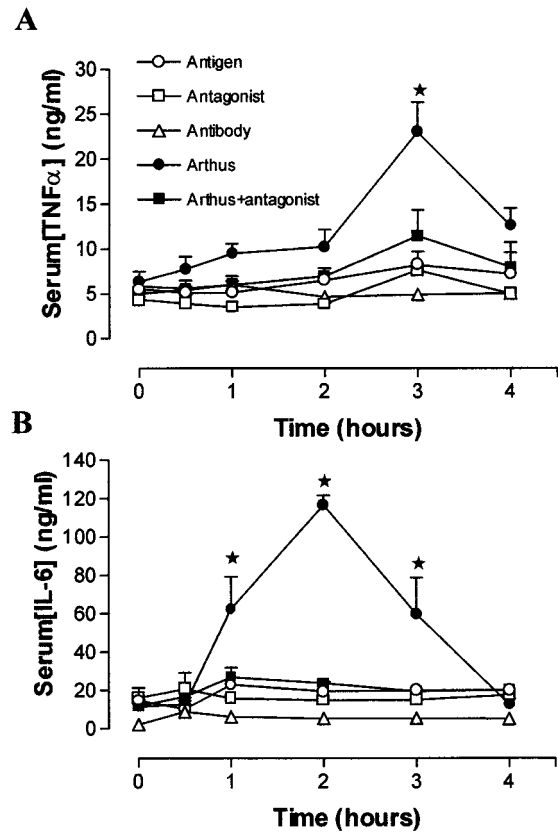 A
Antigen
Antagonist
Antibody
Arthus
Arthus+antagonist
Serum[TNFα] (ng/ml)
30
25
20
15
10
5
0
★
0 1 2 3 4
Time (hours)
B
Serum[IL-6] (ng/ml)
140
120
100
80
60
40
20
0
★ ★ ★
0 1 2 3 4
Time (hours)